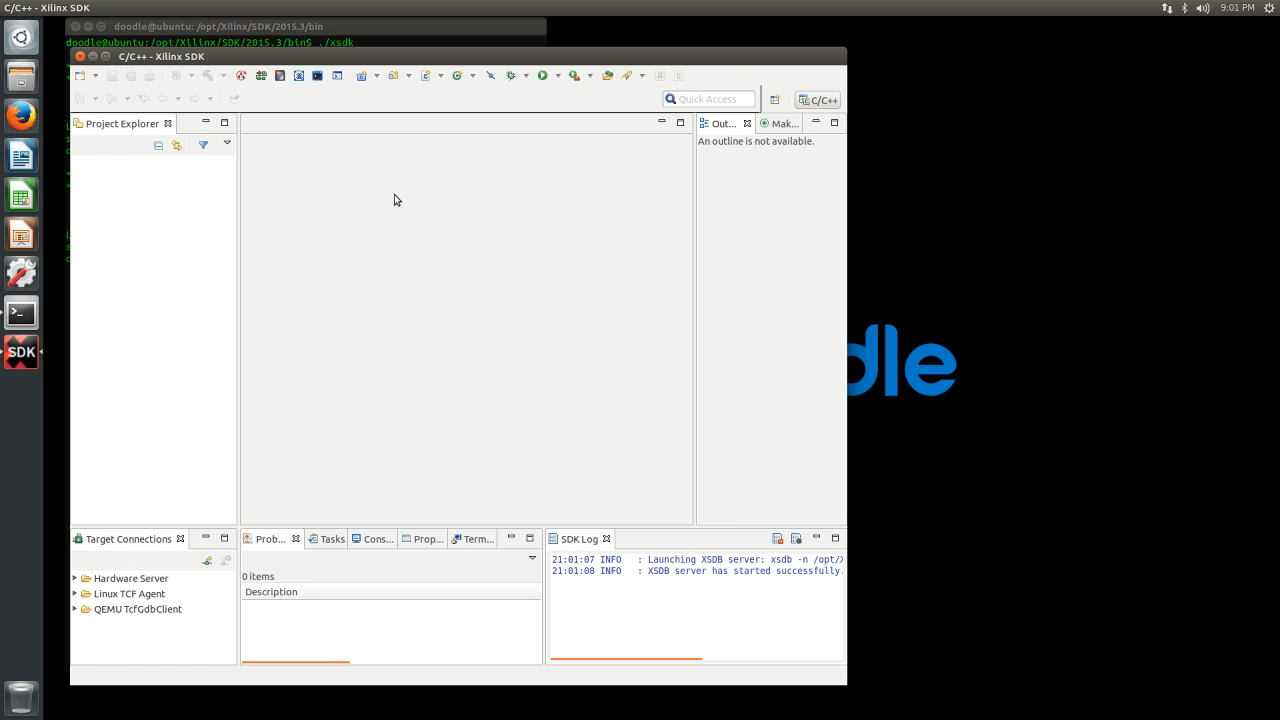 C/C++ - Xilinx SDK
9:01 PM
doodle@ubuntu: /opt/Xilinx/SDK/2015.3/bin
doodle@ubuntu:/opt/Xilinx/SDK/2015.3/bin$ ./xsdk
C/C++ - Xilinx SDK
Quick Access
C/C++
Project Explorer
Out...
Mak...
An outline is not available.
SDK
dle
Target Connections
Prob...
Tasks
Cons...
Prop...
Term...
SDK Log
Hardware Server
Linux TCF Agent
QEMU TcfGdbClient
0 items
Description
21:01:07 INFO : Launching XSDB server: xsdb -n /opt/X
21:01:08 INFO : XSDB server has started successfully.